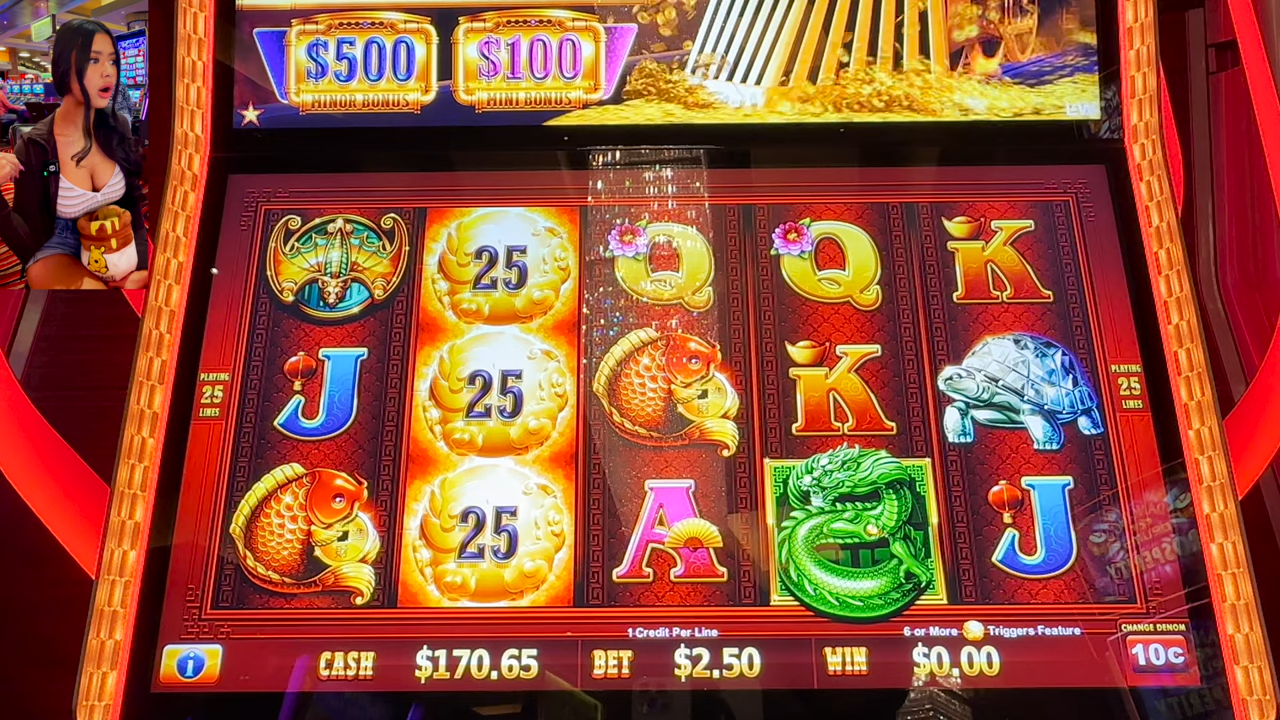 $500
MINOR BONUS
$100
MINI BONUS
25
Q
Q
K
J
25
K
PLAYING
25
LINES
PLAYING
25
LINES
25
A
J
1 Credit Per Line
6 or More Triggers Feature
CHANGE DENOM
10¢
CASH $170.65
BET $2.50
WIN $0.00